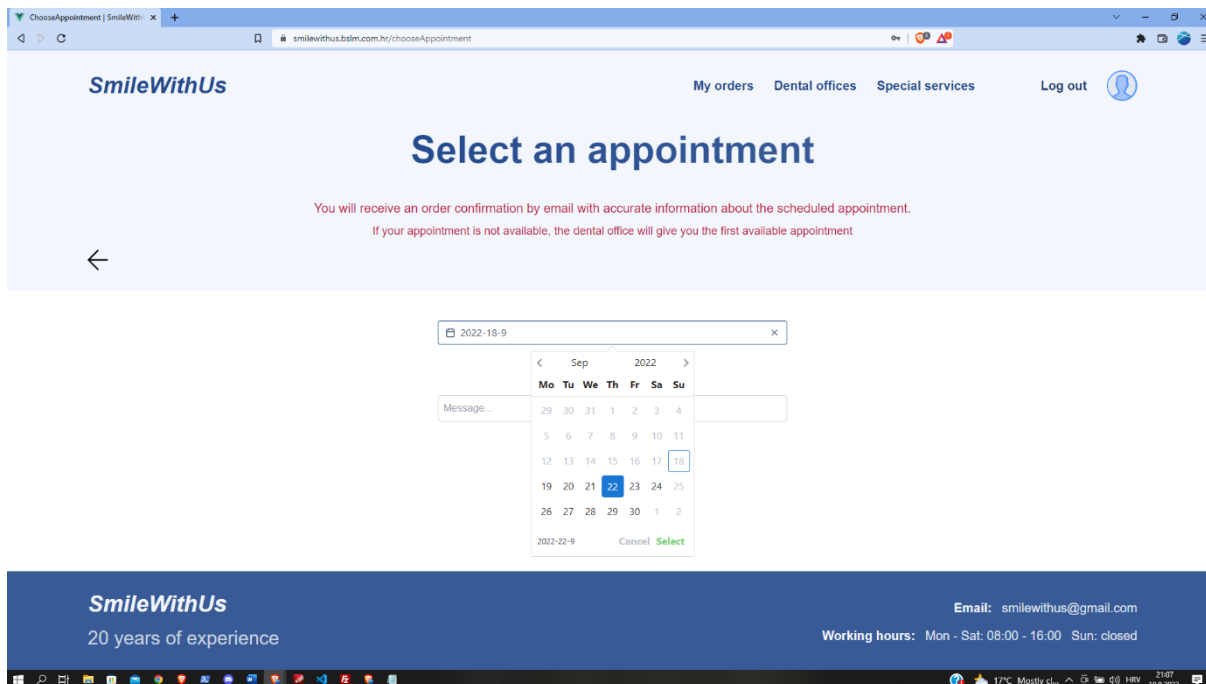 ChooseAppointment | SmileWith
smilewithus.bslm.com.hr/chooseAppointment
SmileWithUs
My orders Dental offices Special services Log out
Select an appointment
You will receive an order confirmation by email with accurate information about the scheduled appointment.
If your appointment is not available, the dental office will give you the first available appointment
2022-18-9
Sep 2022
Mo Tu We Th Fr Sa Su
Message...
29 30 31 1 2 3 4
5 6 7 8 9 10 11
12 13 14 15 16 17 18
19 20 21 22 23 24 25
26 27 28 29 30 1 2
2022-22-9 Cancel Select
SmileWithUs
20 years of experience
Email: smilewithus@gmail.com
Working hours: Mon - Sat: 08:00 - 16:00 Sun: closed
17°C Mostly cl... HRV 21:07